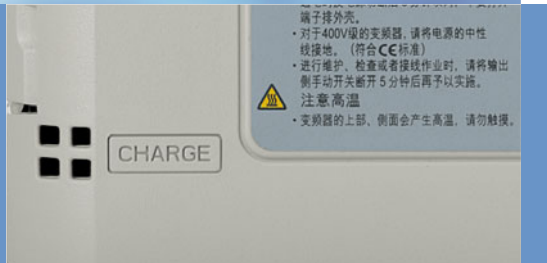 端子排外壳。
・对于400V级的变频器，请将电源的中性
线接地。（符合CE标准）
・进行维护、检查或者接线作业时，请将输出
侧手动开关断开5分钟后再予以实施。
注意高温
・变频器的上部、侧面会产生高温，请勿触摸。
CHARGE